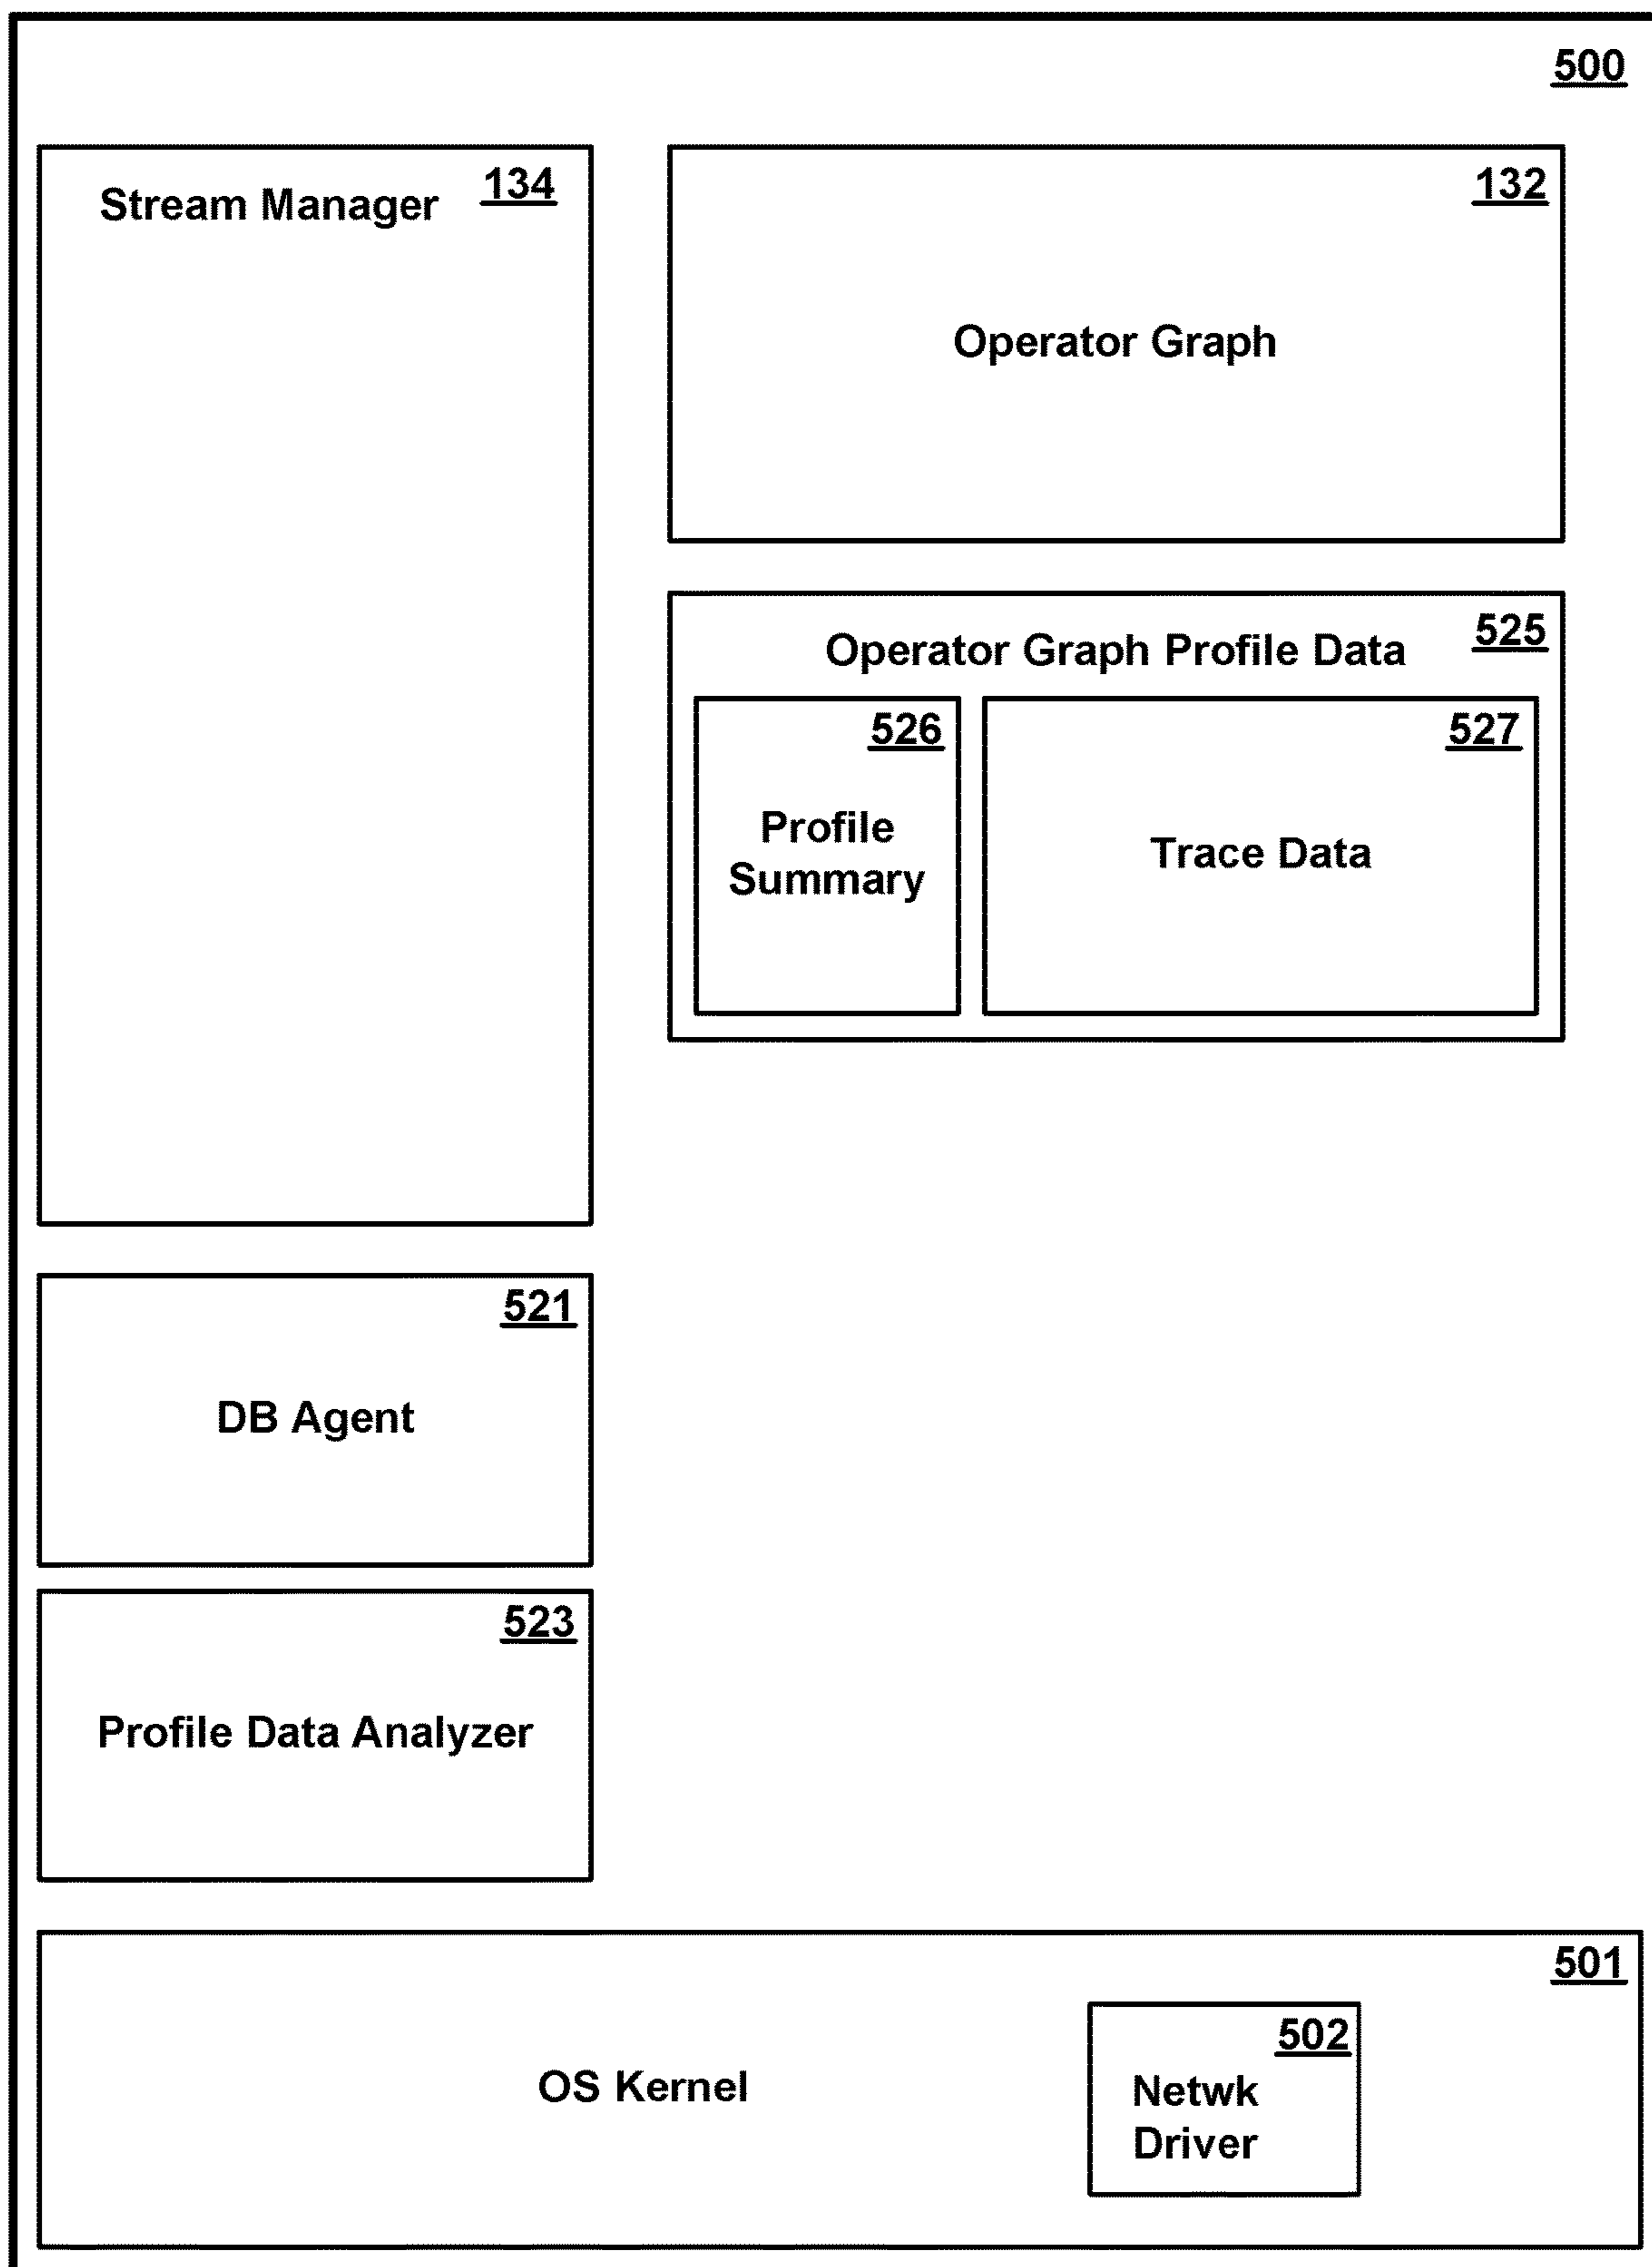 500
Stream Manager 134
132
Operator Graph
Operator Graph Profile Data 525
526
Profile
Summary
527
Trace Data
521
DB Agent
523
Profile Data Analyzer
501
OS Kernel
502
Netwk
Driver